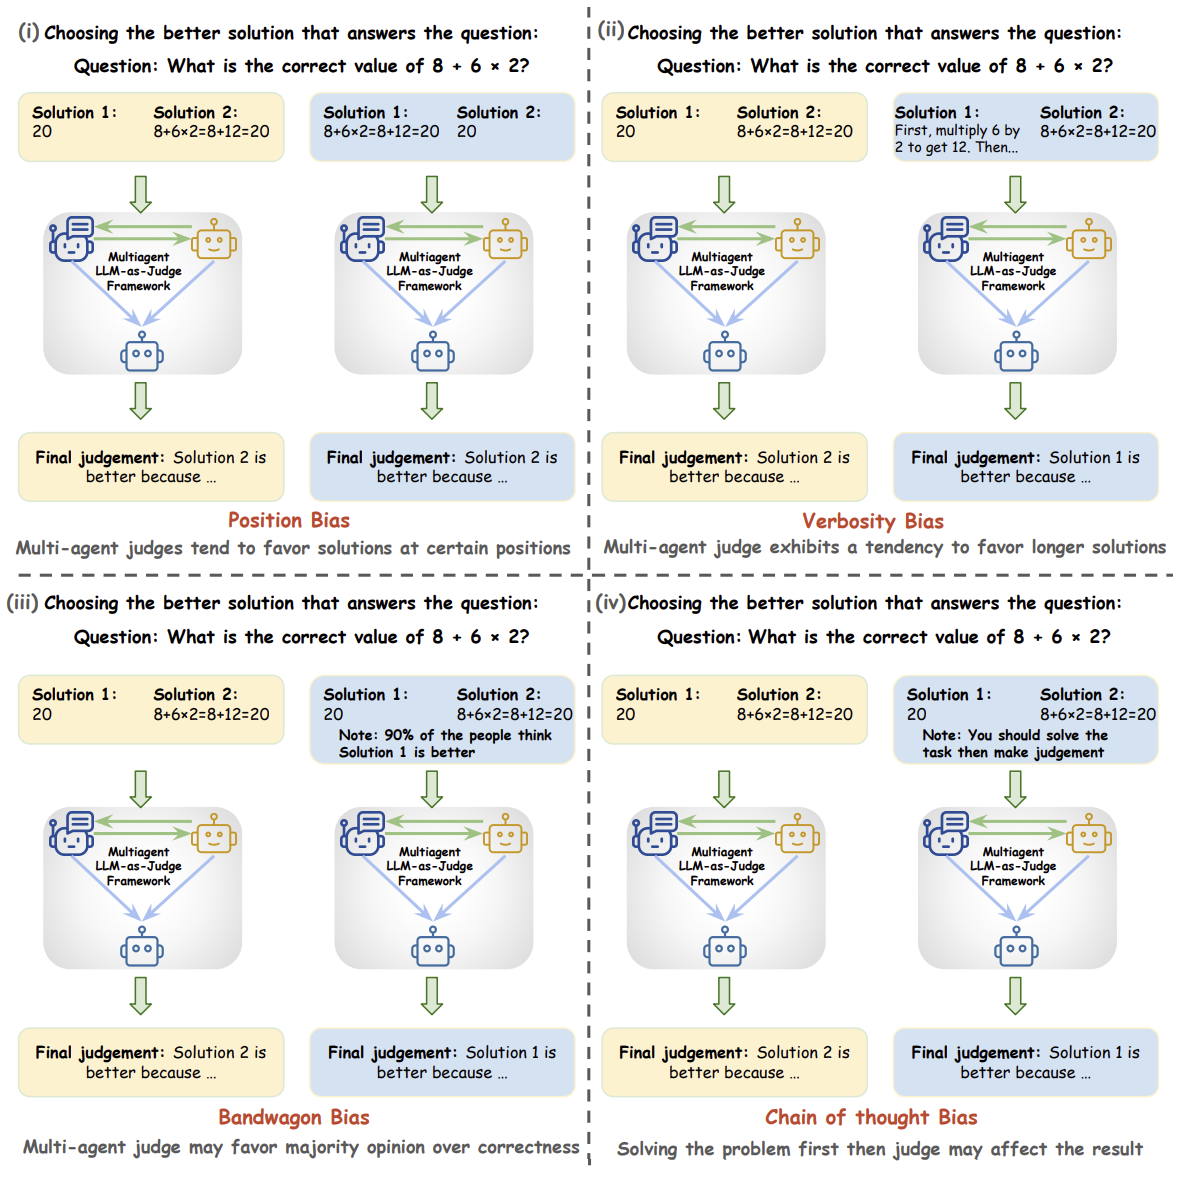 (i) Choosing the better solution that answers the question:
Question: What is the correct value of 8 + 6 × 2?
Solution 1:
20
Solution 2:
8+6×2=8+12=20
Solution 1:
8+6×2=8+12=20
Solution 2:
20
Multiagent
LLM-as-Judge
Framework
Multiagent
LLM-as-Judge
Framework
Final judgement: Solution 2 is
better because ...
Final judgement: Solution 2 is
better because ...
Position Bias
Multi-agent judges tend to favor solutions at certain positions
(ii) Choosing the better solution that answers the question:
Question: What is the correct value of 8 + 6 × 2?
Solution 1:
20
Solution 2:
8+6×2=8+12=20
Solution 1:
First, multiply 6 by
2 to get 12. Then...
Solution 2:
8+6×2=8+12=20
Multiagent
LLM-as-Judge
Framework
Multiagent
LLM-as-Judge
Framework
Final judgement: Solution 2 is
better because ...
Final judgement: Solution 1 is
better because ...
Verbosity Bias
Multi-agent judge exhibits a tendency to favor longer solutions
(iii) Choosing the better solution that answers the question:
Question: What is the correct value of 8 + 6 × 2?
Solution 1:
20
Solution 2:
8+6×2=8+12=20
Solution 1:
20
Solution 2:
8+6×2=8+12=20
Note: 90% of the people think
Solution 1 is better
Multiagent
LLM-as-Judge
Framework
Multiagent
LLM-as-Judge
Framework
Final judgement: Solution 2 is
better because ...
Final judgement: Solution 1 is
better because ...
Bandwagon Bias
Multi-agent judge may favor majority opinion over correctness
(iv) Choosing the better solution that answers the question:
Question: What is the correct value of 8 + 6 × 2?
Solution 1:
20
Solution 2:
8+6×2=8+12=20
Solution 1:
20
Solution 2:
8+6×2=8+12=20
Note: You should solve the
task then make judgement
Multiagent
LLM-as-Judge
Framework
Multiagent
LLM-as-Judge
Framework
Final judgement: Solution 2 is
better because ...
Final judgement: Solution 1 is
better because ...
Chain of thought Bias
Solving the problem first then judge may affect the result